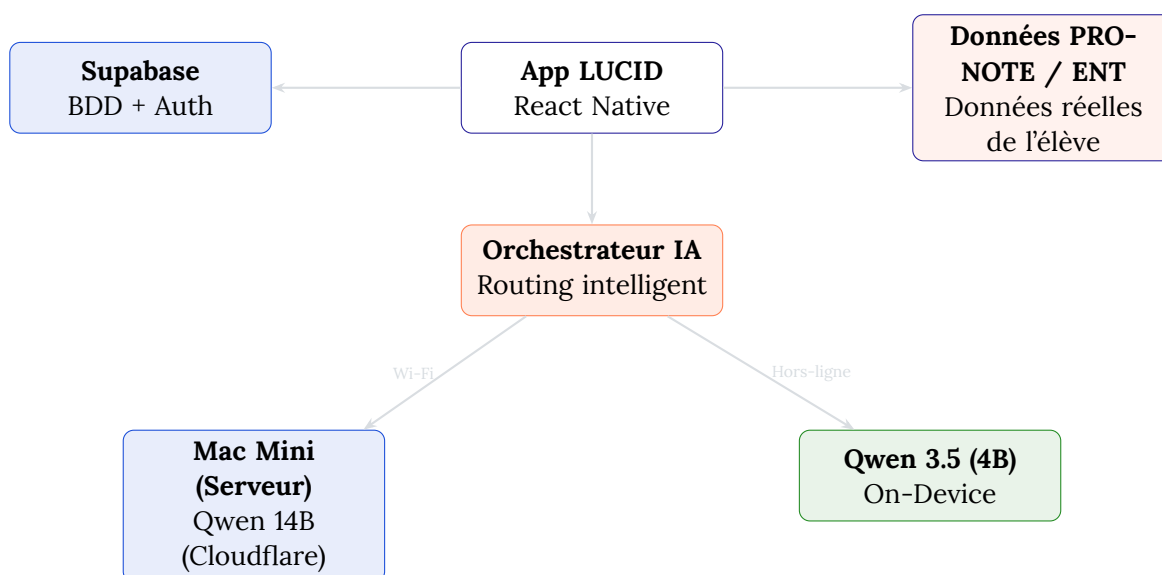 Supabase
BDD + Auth
App LUCID
React Native
Données PRO-
NOTE / ENT
Données réelles
de l'élève
Orchestrateur IA
Routing intelligent
Wi-Fi
Hors-ligne
Mac Mini
(Serveur)
Qwen 14B
(Cloudflare)
Qwen 3.5 (4B)
On-Device